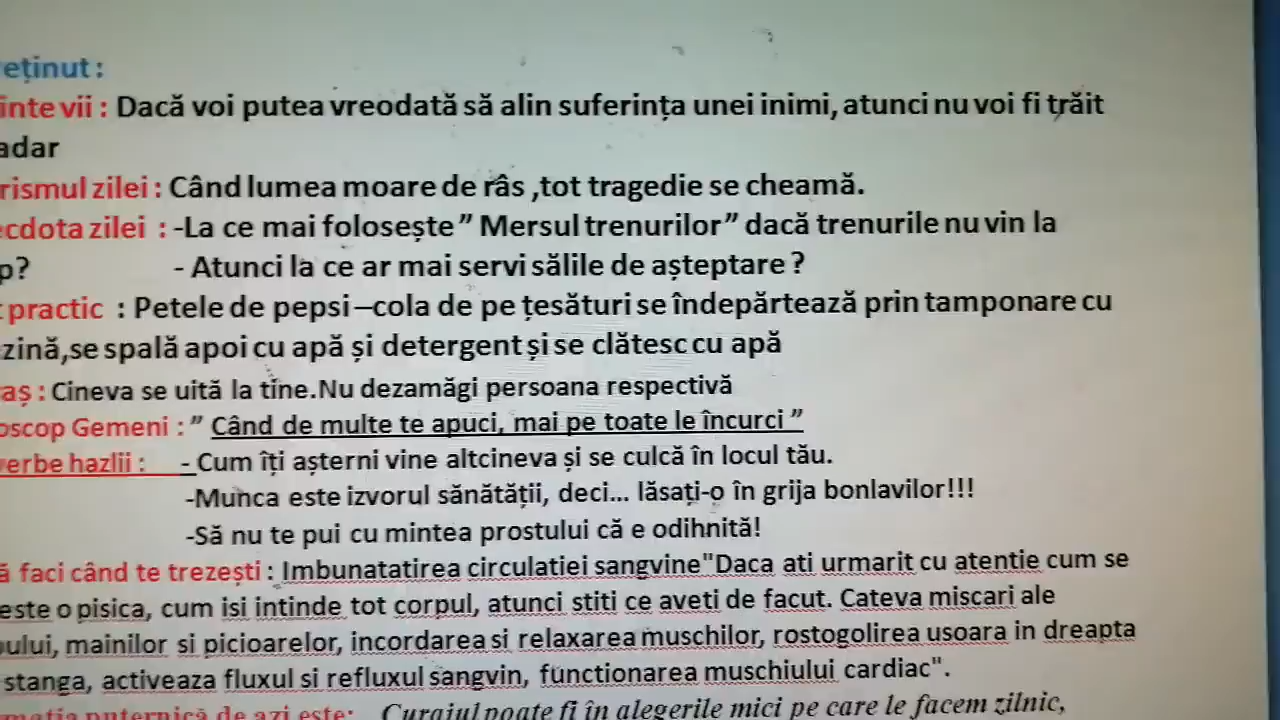 eținut :
inte vii : Dacă voi putea vreodată să alin suferința unei inimi, atunci nu voi fi trăit
adar
rismul zilei : Când lumea moare de râs ,tot tragedie se cheamă.
ecdota zilei : -La ce mai folosește ” Mersul trenurilor” dacă trenurile nu vin la
p? - Atunci la ce ar mai servi sălile de așteptare ?
practic : Petele de pepsi –cola de pe țesături se îndepărtează prin tamponare cu
zină,se spală apoi cu apă și detergent și se clătesc cu apă
aș : Cineva se uită la tine.Nu dezamăgi persoana respectivă
oscop Gemeni : ” Când de multe te apuci, mai pe toate le încurci ”
verbe hazlii : - Cum îți așterni vine altcineva și se culcă în locul tău.
-Munca este izvorul sănătății, deci... lăsați-o în grija bonlavilor!!!
-Să nu te pui cu mintea prostului că e odihnită!
ă faci când te trezești : Imbunatatirea circulatiei sangvine"Daca ati urmarit cu atentie cum se
este o pisica, cum isi intinde tot corpul, atunci stiti ce aveti de facut. Cateva miscari ale
ului, mainilor si picioarelor, incordarea si relaxarea muschilor, rostogolirea usoara in dreapta
stanga, activeaza fluxul si refluxul sangvin, functionarea muschiului cardiac".
mația puternică de azi este: Curajul poate fi în alegerile mici pe care le facem zilnic,